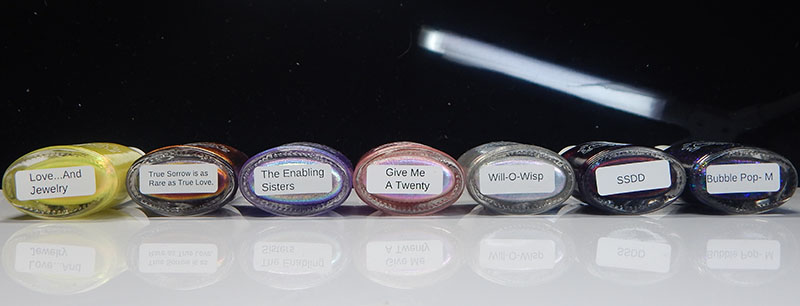 Love...And
Jewelry
True Sorrow is as
Rare as True Love.
The Enabling
Sisters
Give Me
A Twenty
Will-O-Wisp
SSDD
Bubble Pop- M